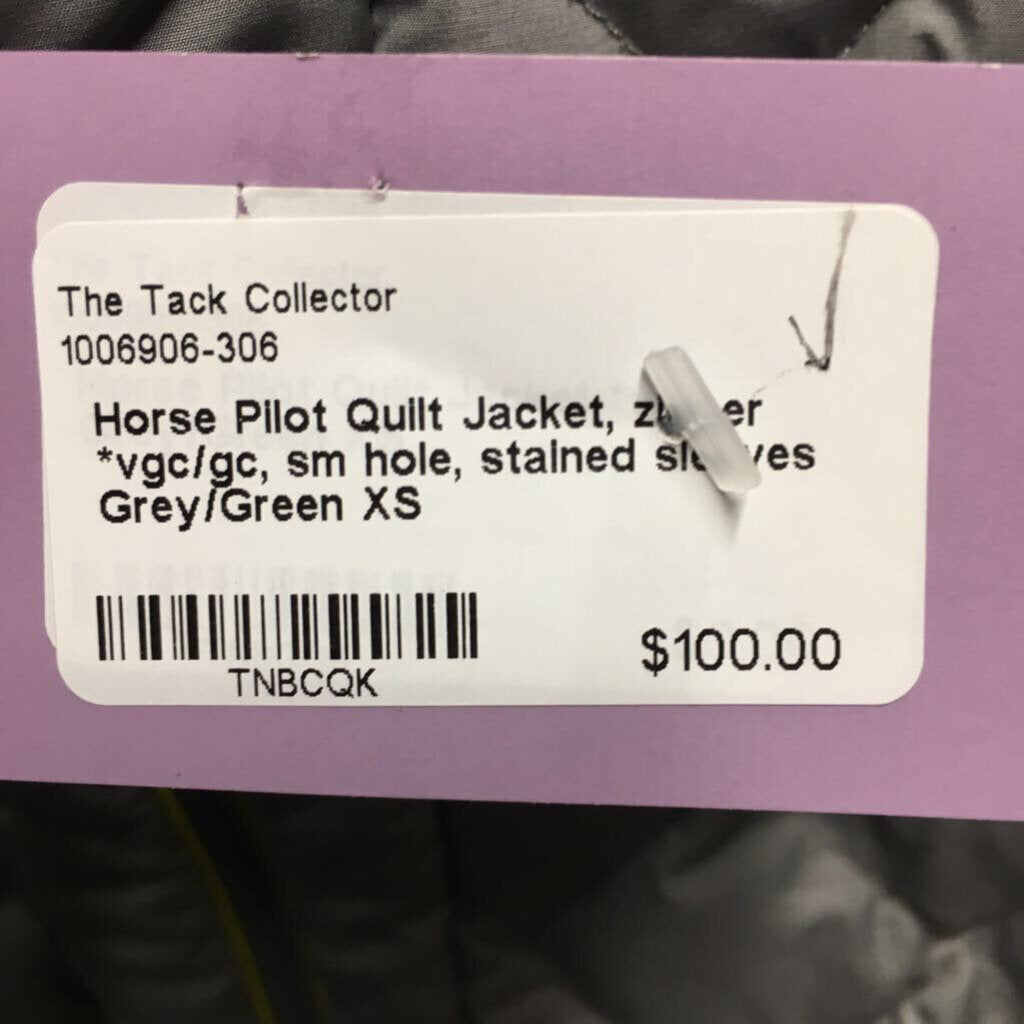 The Tack Collector
1006906-306
Horse Pilot Quilt Jacket,
*vgc/gc, sm hole, stained
Grey/Green XS
TNBCQK
$100.00